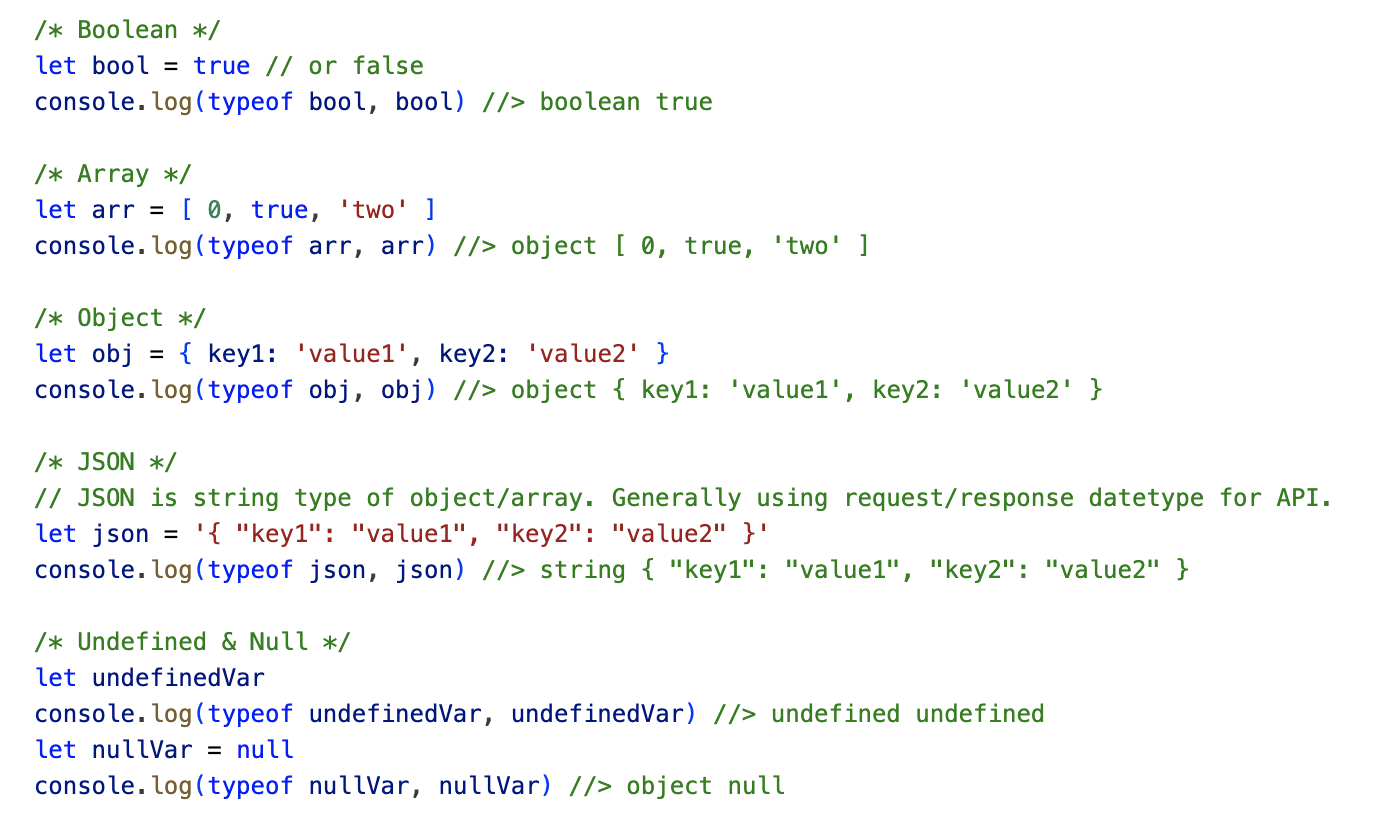 /* Boolean */
let bool = true // or false
console.log(typeof bool, bool) //> boolean true
/* Array */
let arr = [ 0, true, 'two' ]
console.log(typeof arr, arr) //> object [ 0, true, 'two' ]
/* Object */
let obj = { key1: 'value1', key2: 'value2' }
console.log(typeof obj, obj) //> object { key1: 'value1', key2: 'value2' }
/* JSON */
// JSON is string type of object/array. Generally using request/response datetype for API.
let json = '{ "key1": "value1", "key2": "value2" }'
console.log(typeof json, json) //> string { "key1": "value1", "key2": "value2" }
/* Undefined & Null */
let undefinedVar
console.log(typeof undefinedVar, undefinedVar) //> undefined undefined
let nullVar = null
console.log(typeof nullVar, nullVar) //> object null